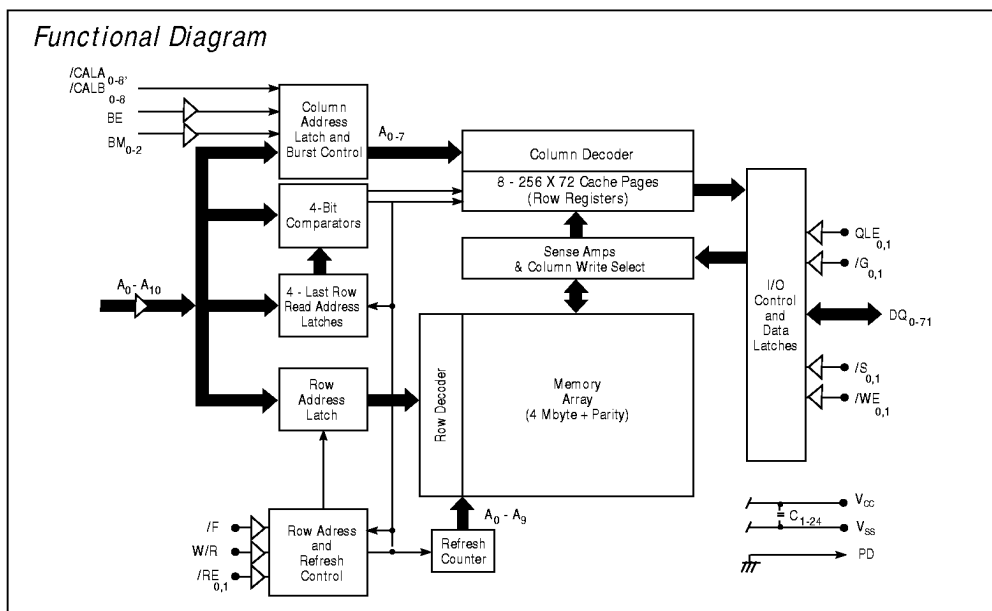 Functional Diagram
/CALA0-8,
/CALB0-8
BE
BM0-2
Column
Address
Latch and
Burst Control
A0-7
Column Decoder
8 - 256 X 72 Cache Pages
(Row Registers)
4-Bit
Comparators
Sense Amps
& Column Write Select
QLE0,1
/G0,1
I/O
Control
and
Data
Latches
DQ0-71
/S0,1
/WE0,1
A0 - A10
4 - Last Row
Read Address
Latches
Row
Address
Latch
Row Decoder
Memory
Array
(4 Mbyte + Parity)
/F
W/R
/RE0,1
Row Adress
and
Refresh
Control
A0 - A9
Refresh
Counter
VCC
C1-24
VSS
PD